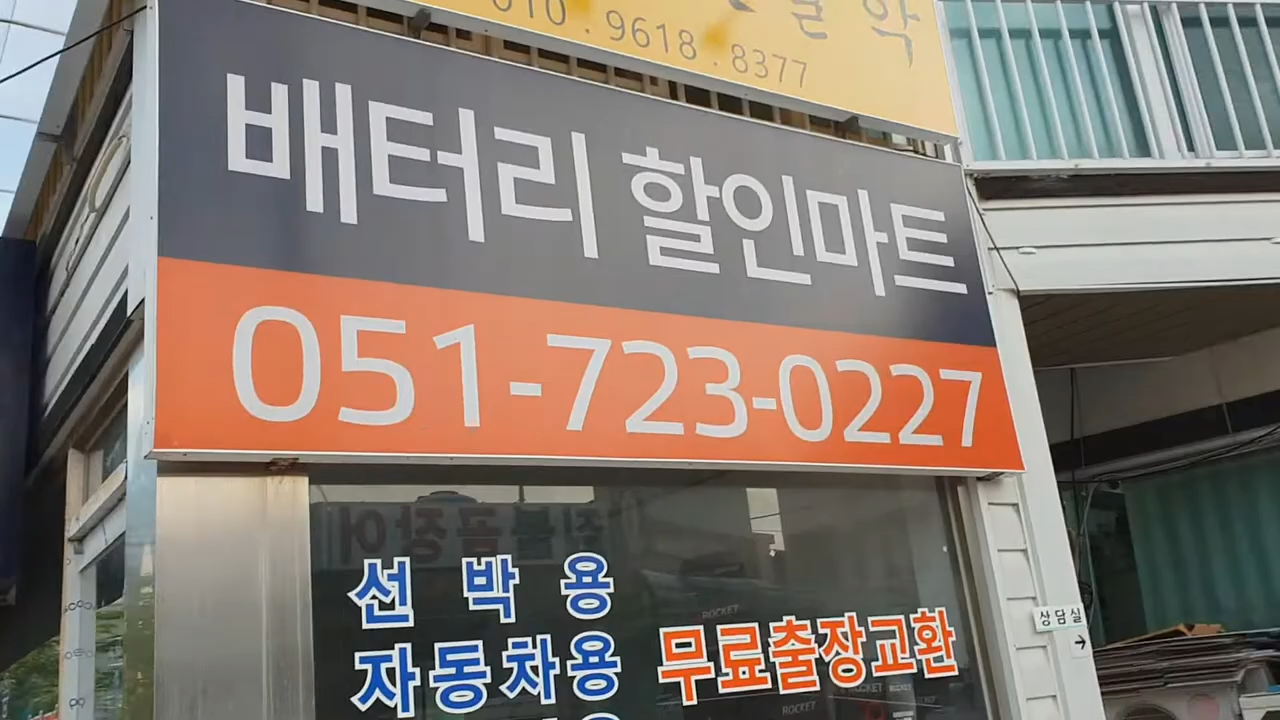 010.9618.8377
배터리 할인마트
051-723-0227
선박용
자동차용 무료출장교환
상담실
→
ROCKET
ROCKET
ROCKET
ROCKET